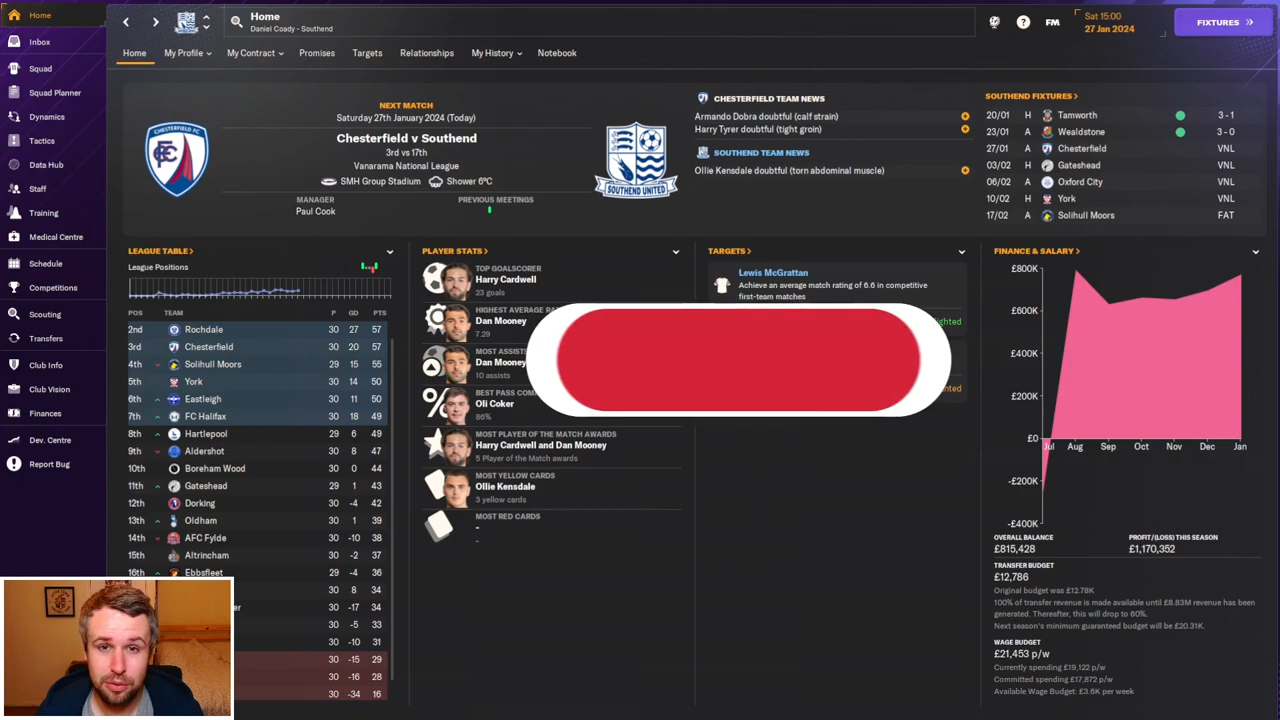 Home
Home
Daniel Coady - Southend
Sat 15:00
27 Jan 2024
FM
FIXTURES
Inbox
Squad
Squad Planner
Dynamics
Tactics
Data Hub
Staff
Training
Medical Centre
Schedule
Competitions
Scouting
Transfers
Club Info
Club Vision
Finances
Dev. Centre
Report Bug
Home
My Profile
My Contract
Promises
Targets
Relationships
My History
Notebook
NEXT MATCH
Saturday 27th January 2024 (Today)
Chesterfield v Southend
3rd vs 17th
Vanarama National League
SMH Group Stadium
Shower 6ºC
MANAGER
Paul Cook
PREVIOUS MEETINGS
CHESTERFIELD TEAM NEWS
Armando Dobra doubtful (calf strain)
Harry Tyrer doubtful (tight groin)
SOUTHEND TEAM NEWS
Ollie Kensdale doubtful (torn abdominal muscle)
SOUTHEND FIXTURES
20/01 H Tamworth 3 - 1
23/01 A Wealdstone 3 - 0
27/01 A Chesterfield VNL
03/02 H Gateshead VNL
06/02 A Oxford City VNL
10/02 H York VNL
17/02 A Solihull Moors FAT
LEAGUE TABLE
League Positions
POS TEAM P GD PTS
2nd Rochdale 30 27 57
3rd Chesterfield 30 20 57
4th Solihull Moors 29 15 55
5th York 30 14 50
6th Eastleigh 30 11 50
7th FC Halifax 30 18 49
8th Hartlepool 29 6 49
9th Aldershot 30 8 47
10th Boreham Wood 30 0 44
11th Gateshead 29 1 43
12th Dorking 30 -4 42
13th Oldham 30 1 39
14th AFC Fylde 30 -10 38
15th Altrincham 30 -2 37
16th Ebbsfleet 29 -4 36
30 8 34
30 -17 34
30 -5 33
30 -10 31
30 -15 29
30 -16 28
30 -34 16
PLAYER STATS
TOP GOALSCORER
Harry Cardwell
23 goals
HIGHEST AVERAGE
Dan Mooney
7.29
MOST
Dan Mooney
10 assists
BEST PASS
Oli Coker
86%
MOST PLAYER OF THE MATCH AWARDS
Harry Cardwell and Dan Mooney
5 Player of the Match awards
MOST YELLOW CARDS
Ollie Kensdale
3 yellow cards
MOST RED CARDS
-
-
TARGETS
Lewis McGrattan
Achieve an average match rating of 6.6 in competitive
first-team matches
FINANCE & SALARY
£800K
£600K
£400K
£200K
£0
-£200K
-£400K
Jul Aug Sep Oct Nov Dec Jan
OVERALL BALANCE
£815,428
PROFIT/(LOSS) THIS SEASON
£1,170,352
TRANSFER BUDGET
£12,786
Original budget was £12.78K
100% of transfer revenue is made available until £8.83M revenue has been
generated. Thereafter, this will drop to 60%.
Next season's minimum guaranteed budget will be £20.31K.
WAGE BUDGET
£21,453 p/w
Currently spending £19,122 p/w
Committed spending £17,872 p/w
Available Wage Budget: £3.6K per week